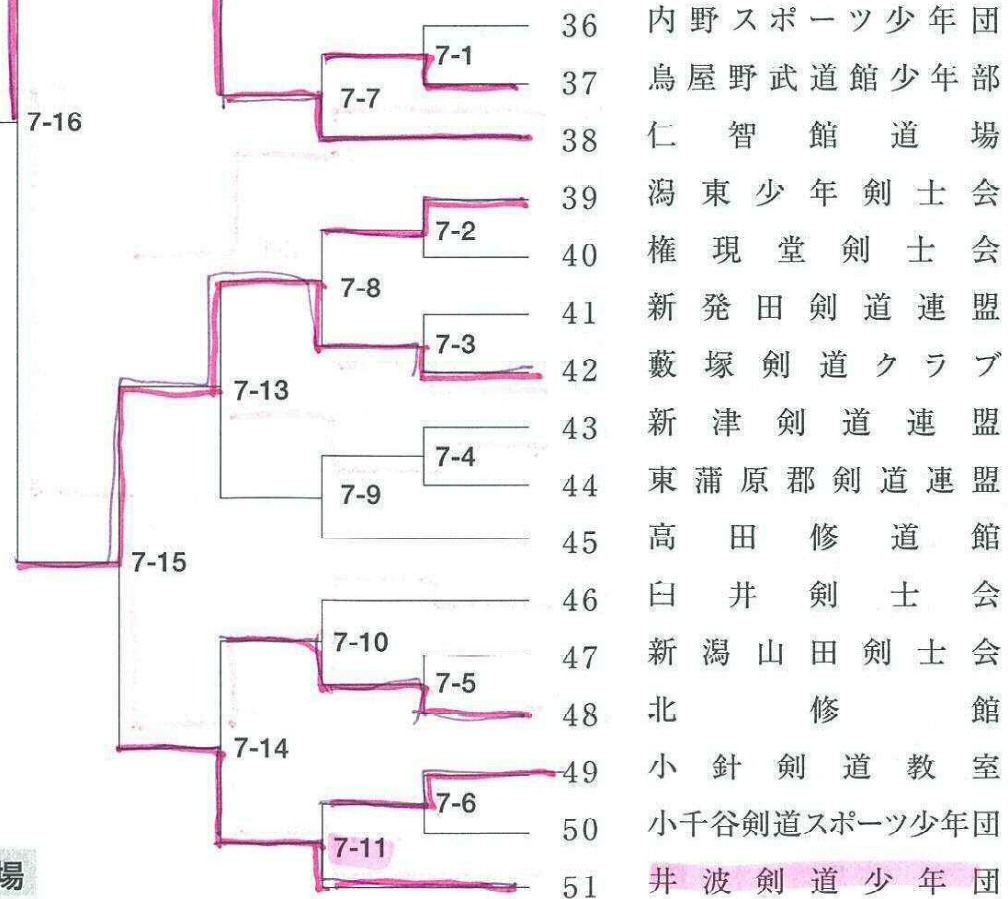 36 内野スポーツ少年団
7-1
37 鳥屋野武道館少年部
7-7
7-16
38 仁智館道場
39 潟東少年剣士会
7-2
40 権現堂剣士会
7-8
41 新発田剣道連盟
7-3
42 藪塚剣道クラブ
7-13
43 新津剣道連盟
7-4
44 東蒲原郡剣道連盟
7-9
45 高田修道館
7-15
46 臼井剣士会
7-10
47 新潟山田剣士会
7-5
48 北修館
7-14
49 小針剣道教室
7-6
50 小千谷剣道スポーツ少年団
7-11
51 井波剣道少年団
場